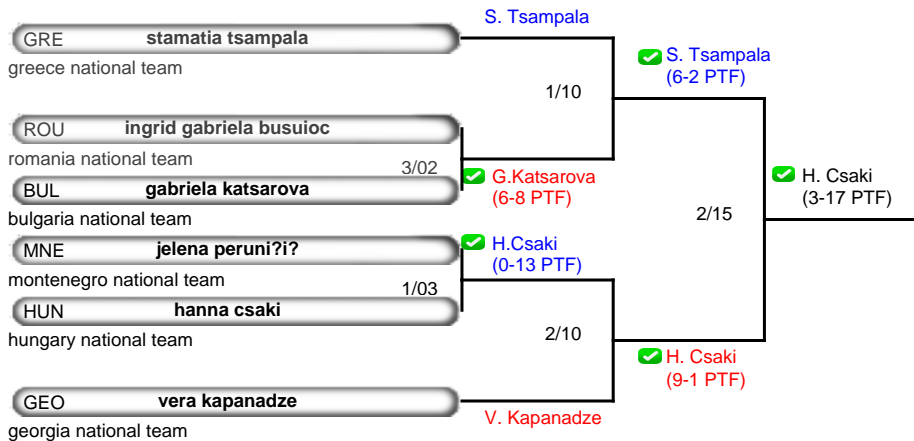 S. Tsampala
GRE stamatia tsampala
greece national team
S. Tsampala
(6-2 PTF)
1/10
ROU ingrid gabriela busuioc
romania national team
3/02
BUL gabriela katsarova
G.Katsarova
(6-8 PTF)
bulgaria national team
H. Csaki
(3-17 PTF)
2/15
MNE jelena peruni?i?
H.Csaki
(0-13 PTF)
montenegro national team
1/03
HUN hanna csaki
hungary national team
2/10
H. Csaki
(9-1 PTF)
GEO vera kapanadze
V. Kapanadze
georgia national team